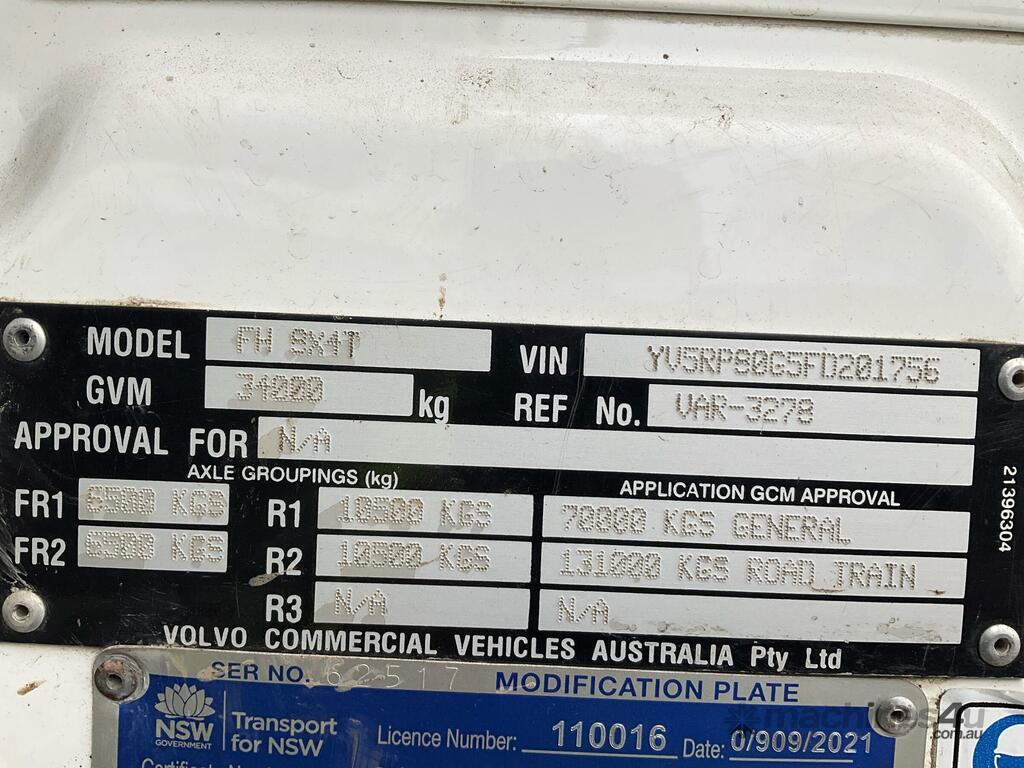 MODEL FH 8X4T VIN YV5RP80G5FD201756
GVM 34000 kg REF No. VAR-3278
APPROVAL FOR N/A
AXLE GROUPINGS (kg) APPLICATION GCM APPROVAL
FR1 6500 KGS R1 10500 KGS 70000 KGS GENERAL
FR2 6500 KGS R2 10500 KGS 131000 KGS ROAD TRAIN
R3 N/A N/A
21396304
VOLVO COMMERCIAL VEHICLES AUSTRALIA Pty Ltd
SER NO. 62517 MODIFICATION PLATE
NSW
GOVERNMENT
Transport
for NSW
Licence Number: 110016 Date: 0/909/2021
machines4u
.com.au